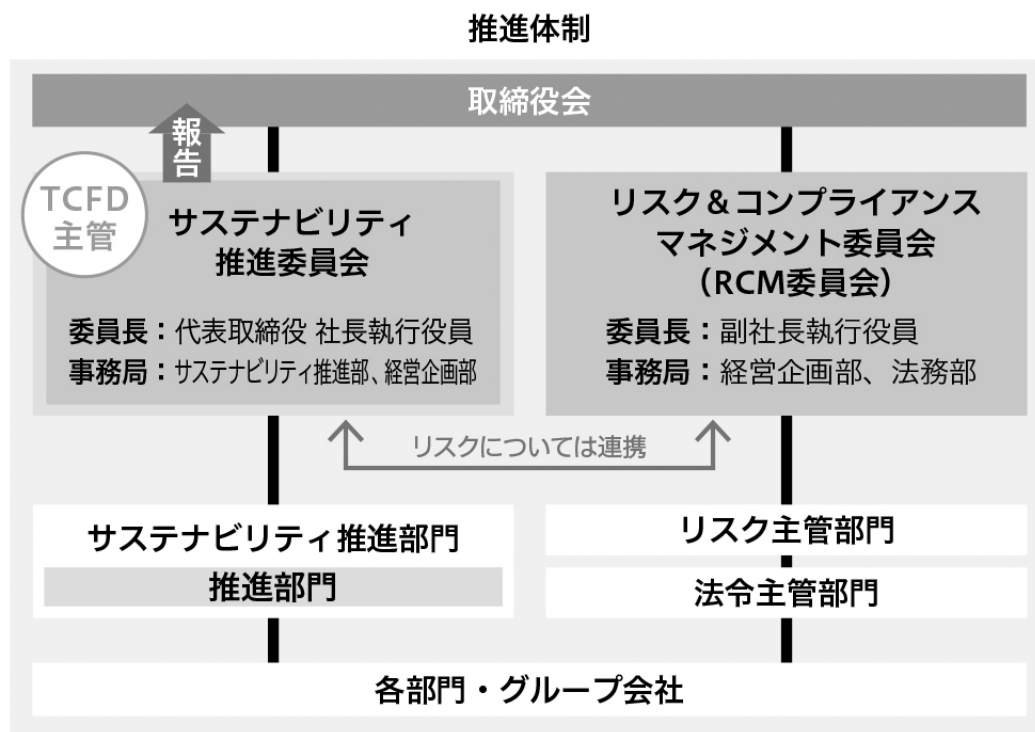 推進体制
取締役会
報告
TCFD
主管
サステナビリティ
推進委員会
委員長：代表取締役 社長執行役員
事務局：サステナビリティ推進部、経営企画部
リスク＆コンプライアンス
マネジメント委員会
（RCM委員会）
委員長：副社長執行役員
事務局：経営企画部、法務部
リスクについては連携
サステナビリティ推進部門
推進部門
リスク主管部門
法令主管部門
各部門・グループ会社